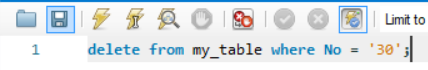 Limit to
1 delete from my_table where No = '30';